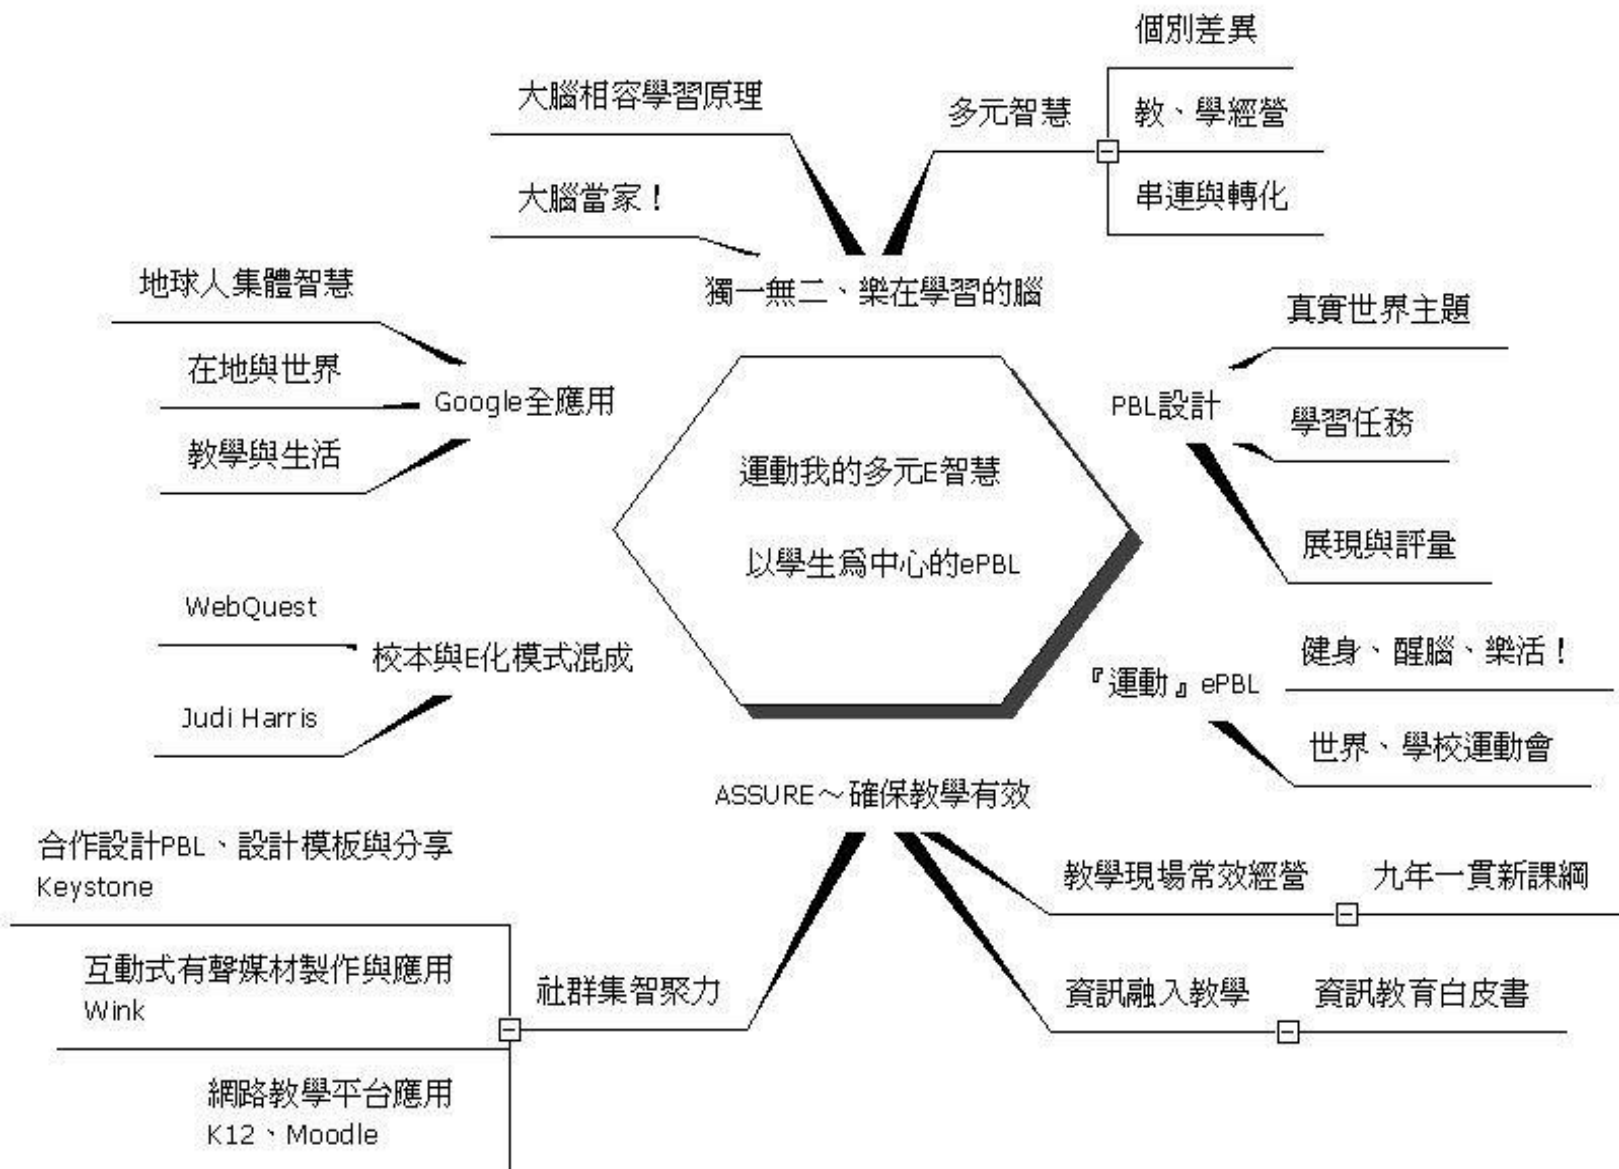 個別差異
大腦相容學習原理
多元智慧
教、學經營
大腦當家！
串連與轉化
地球人集體智慧
獨一無二、樂在學習的腦
真實世界主題
在地與世界
Google全應用
PBL設計
學習任務
教學與生活
運動我的多元E智慧
以學生為中心的ePBL
展現與評量
WebQuest
校本與E化模式混成
健身、醒腦、樂活！
『運動』ePBL
Judi Harris
世界、學校運動會
ASSURE～確保教學有效
合作設計PBL、設計模板與分享
Keystone
教學現場常效經營
九年一貫新課綱
互動式有聲媒材製作與應用
Wink
社群集智聚力
資訊融入教學
資訊教育白皮書
網路教學平台應用
K12、Moodle